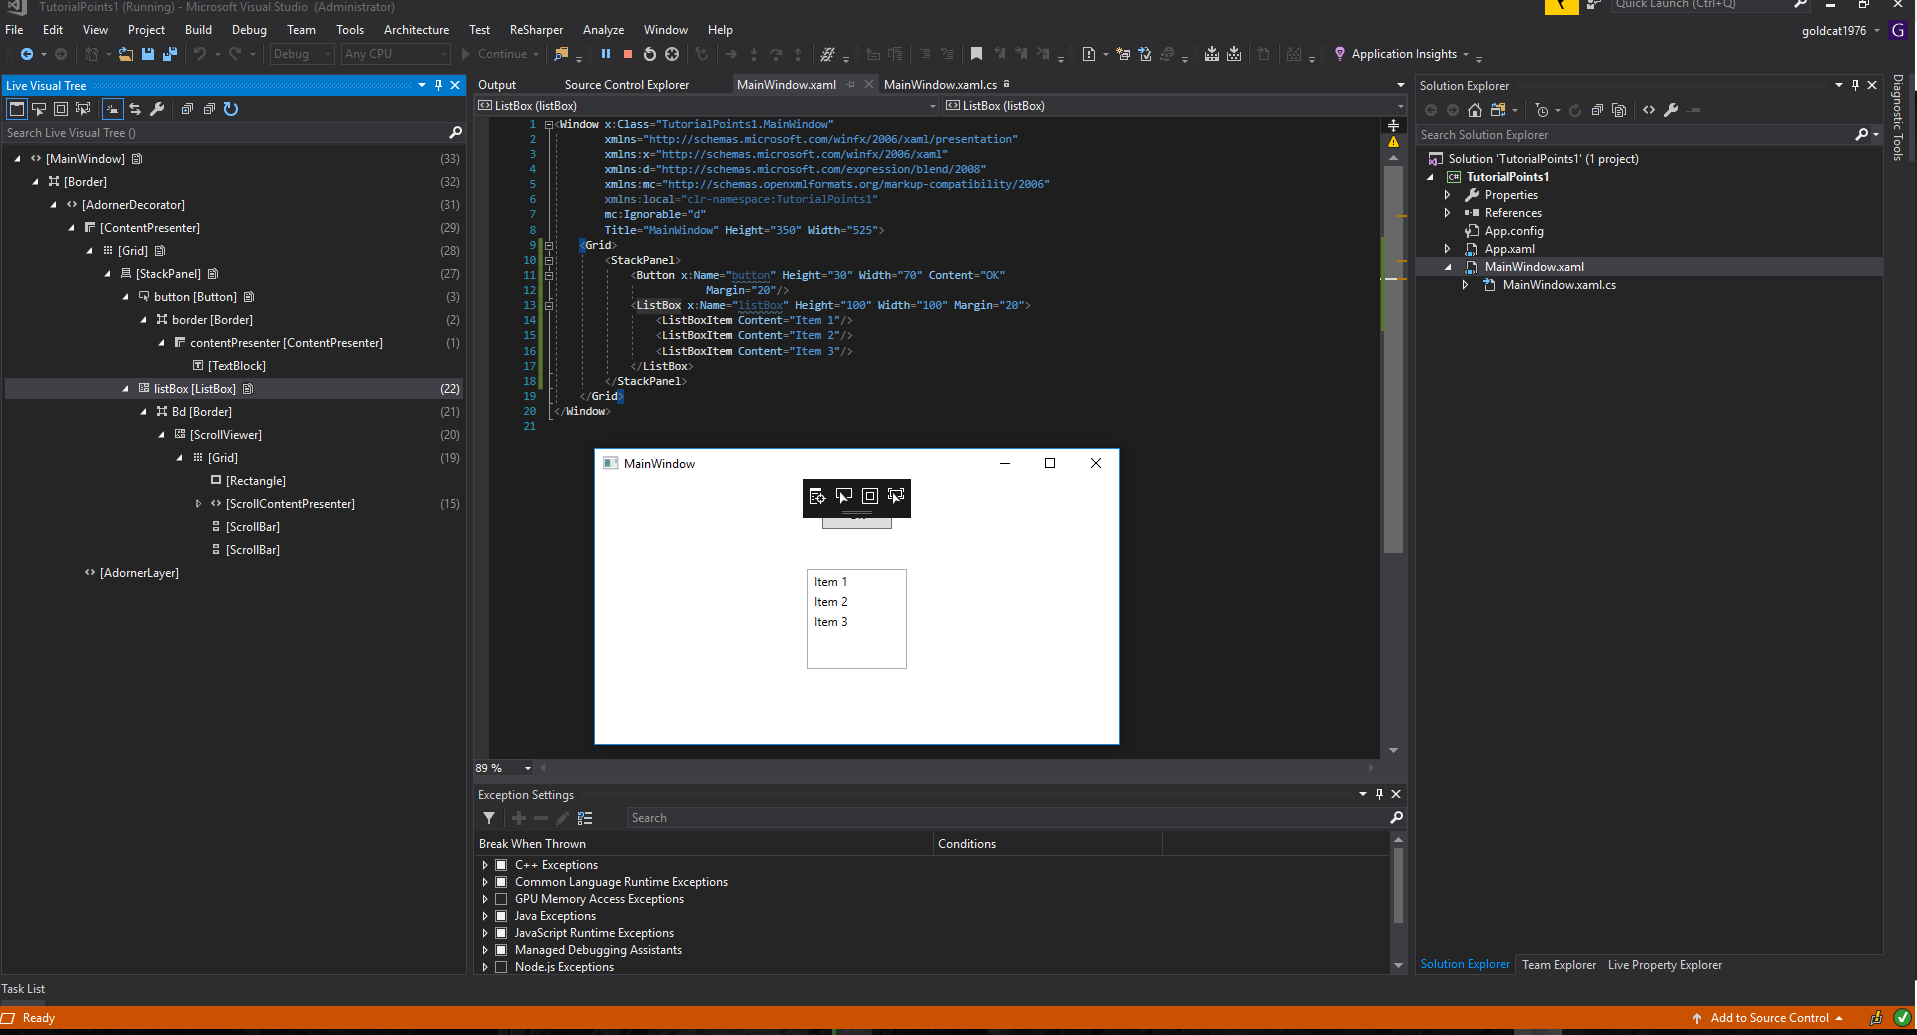 TutorialPoints1 (Running) - Microsoft Visual Studio (Administrator)
Quick Launch (Ctrl+Q)
File Edit View Project Build Debug Team Tools Architecture Test ReSharper Analyze Window Help
goldcat1976 G
Debug Any CPU Continue Application Insights
Live Visual Tree
Search Live Visual Tree ()
[MainWindow] (33)
[Border] (32)
[AdornerDecorator] (31)
[ContentPresenter] (29)
[Grid] (28)
[StackPanel] (27)
button [Button] (3)
border [Border] (2)
contentPresenter [ContentPresenter] (1)
[TextBlock]
listBox [ListBox] (22)
Bd [Border] (21)
[ScrollViewer] (20)
[Grid] (19)
[Rectangle]
[ScrollContentPresenter] (15)
[ScrollBar]
[ScrollBar]
[AdornerLayer]
Output Source Control Explorer MainWindow.xaml MainWindow.xaml.cs
ListBox (listBox) ListBox (listBox)
1 <Window x:Class="TutorialPoints1.MainWindow"
2 xmlns="http://schemas.microsoft.com/winfx/2006/xaml/presentation"
3 xmlns:x="http://schemas.microsoft.com/winfx/2006/xaml"
4 xmlns:d="http://schemas.microsoft.com/expression/blend/2008"
5 xmlns:mc="http://schemas.openxmlformats.org/markup-compatibility/2006"
6 xmlns:local="clr-namespace:TutorialPoints1"
7 mc:Ignorable="d"
8 Title="MainWindow" Height="350" Width="525">
9 <Grid>
10 <StackPanel>
11 <Button x:Name="button" Height="30" Width="70" Content="OK"
12 Margin="20"/>
13 <ListBox x:Name="listBox" Height="100" Width="100" Margin="20">
14 <ListBoxItem Content="Item 1"/>
15 <ListBoxItem Content="Item 2"/>
16 <ListBoxItem Content="Item 3"/>
17 </ListBox>
18 </StackPanel>
19 </Grid>
20 </Window>
21
MainWindow
Item 1
Item 2
Item 3
89 %
Exception Settings
Search
Break When Thrown Conditions
C++ Exceptions
Common Language Runtime Exceptions
GPU Memory Access Exceptions
Java Exceptions
JavaScript Runtime Exceptions
Managed Debugging Assistants
Node.js Exceptions
Solution Explorer
Search Solution Explorer
Solution 'TutorialPoints1' (1 project)
C# TutorialPoints1
Properties
References
App.config
App.xaml
MainWindow.xaml
MainWindow.xaml.cs
Solution Explorer Team Explorer Live Property Explorer
Diagnostic Tools
Task List
Ready
Add to Source Control